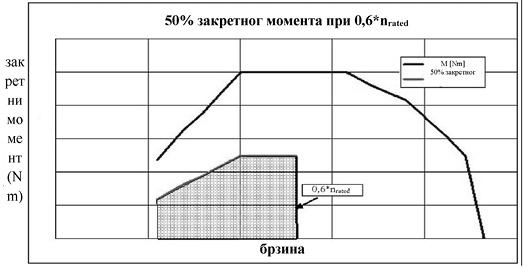 50% закретног момента при 0,6*nrated
зак
рет
ни
мо
ме
нт
(N
m)
M [Nm]
50% закретног
0,6*nrated
брзина